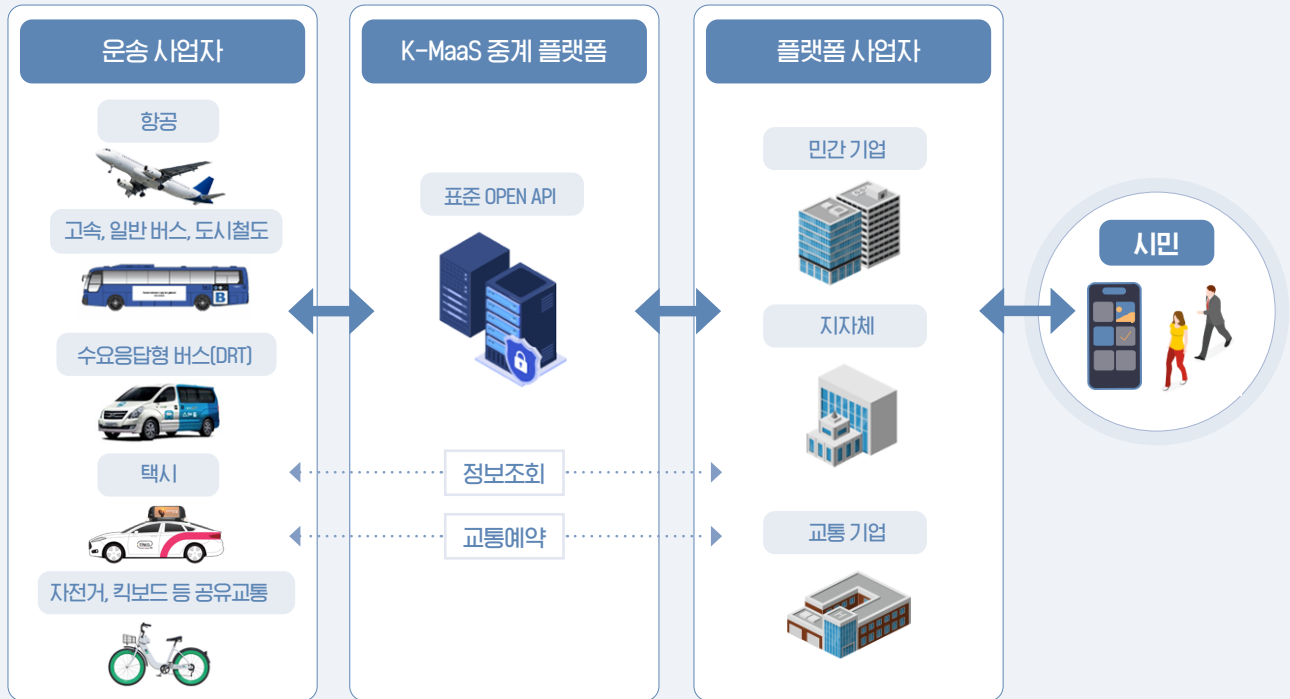 운송 사업자
항공
고속, 일반 버스, 도시철도
B
수요응답형 버스(DRT)
택시
자전거, 킥보드 등 공유교통
K-MaaS 중계 플랫폼
표준 OPEN API
정보조회
교통예약
플랫폼 사업자
민간 기업
지자체
교통 기업
시민